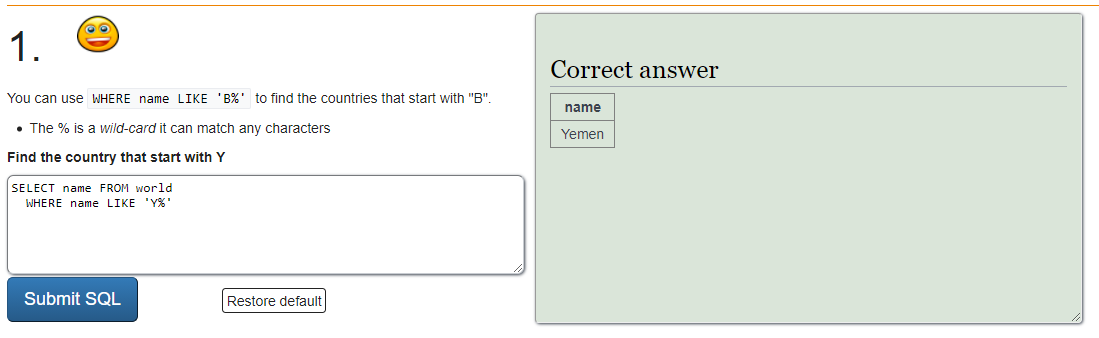 1.
You can use WHERE name LIKE 'B%' to find the countries that start with "B".
• The % is a wild-card it can match any characters
Find the country that start with Y
SELECT name FROM world
WHERE name LIKE 'Y%'
Submit SQL
Restore default
Correct answer
name
Yemen